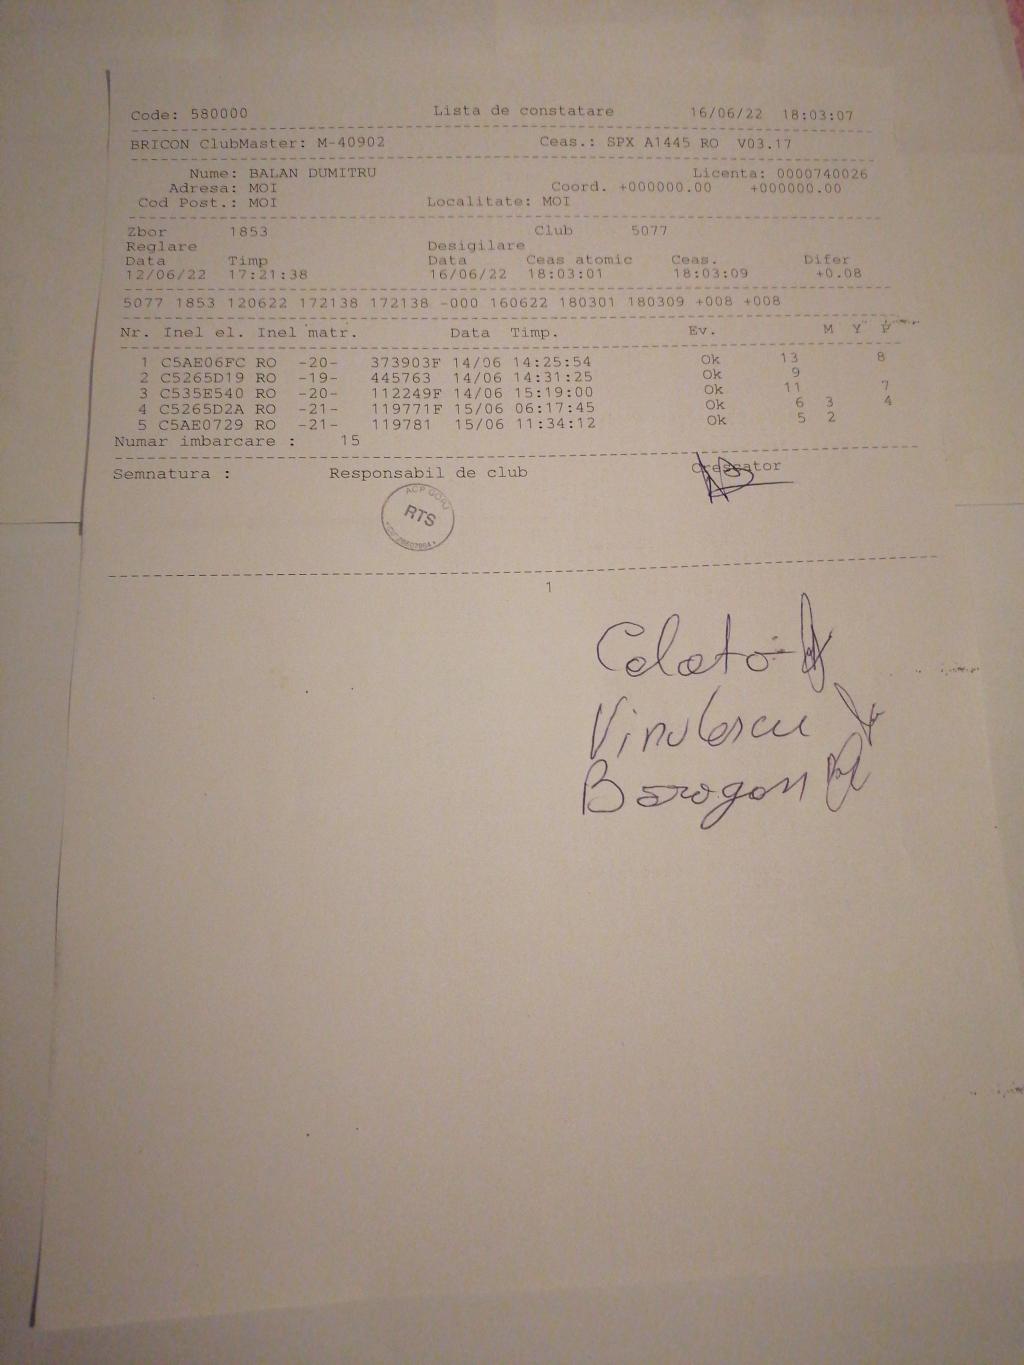 Code: 580000 Lista de constatare 16/06/22 18:03:07
BRICON ClubMaster: M-40902 Ceas.: SPX A1445 RO V03.17
Nume: BALAN DUMITRU Licenta: 0000740026
Adresa: MOI Coord. +000000.00 +000000.00
Cod Post.: MOI Localitate: MOI
Zbor 1853 Club 5077
Reglare Desigilare
Data Timp Data Ceas atomic Ceas. Difer
12/06/22 17:21:38 16/06/22 18:03:01 18:03:09 +0.08
5077 1853 120622 172138 172138 -000 160622 180301 180309 +008 +008
Nr. Inel el. Inel matr. Data Timp. Ev. M Y F
1 C5AE06FC RO -20- 373903F 14/06 14:25:54 Ok 13 8
2 C5265D19 RO -19- 445763 14/06 14:31:25 Ok 9
3 C535E540 RO -20- 112249F 14/06 15:19:00 Ok 11 7
4 C5265D2A RO -21- 119771F 15/06 06:17:45 Ok 6 3 4
5 C5AE0729 RO -21- 119781 15/06 11:34:12 Ok 5 2
Numar imbarcare : 15
Semnatura : Responsabil de club Crescator
ACP GORJ
RTS
1
Vinulescu